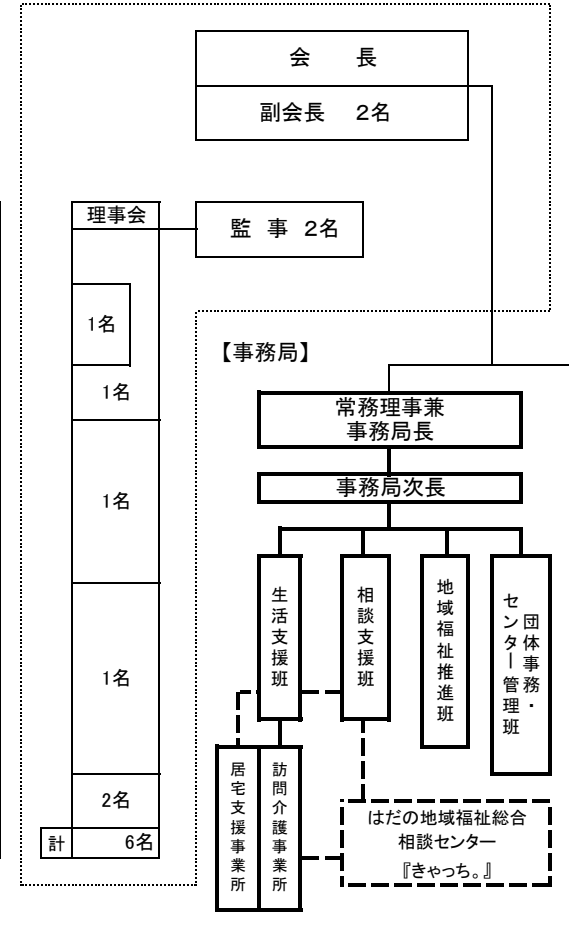 会 長
副会長 2名
理事会
監 事 2名
1名
1名
1名
1名
2名
計 6名
【事務局】
常務理事兼
事務局長
事務局次長
生活支援班
相談支援班
地域福祉推進班
団体事務・
センター管理班
居宅支援事業所
訪問介護事業所
はだの地域福祉総合
相談センター
『きゃっち。』